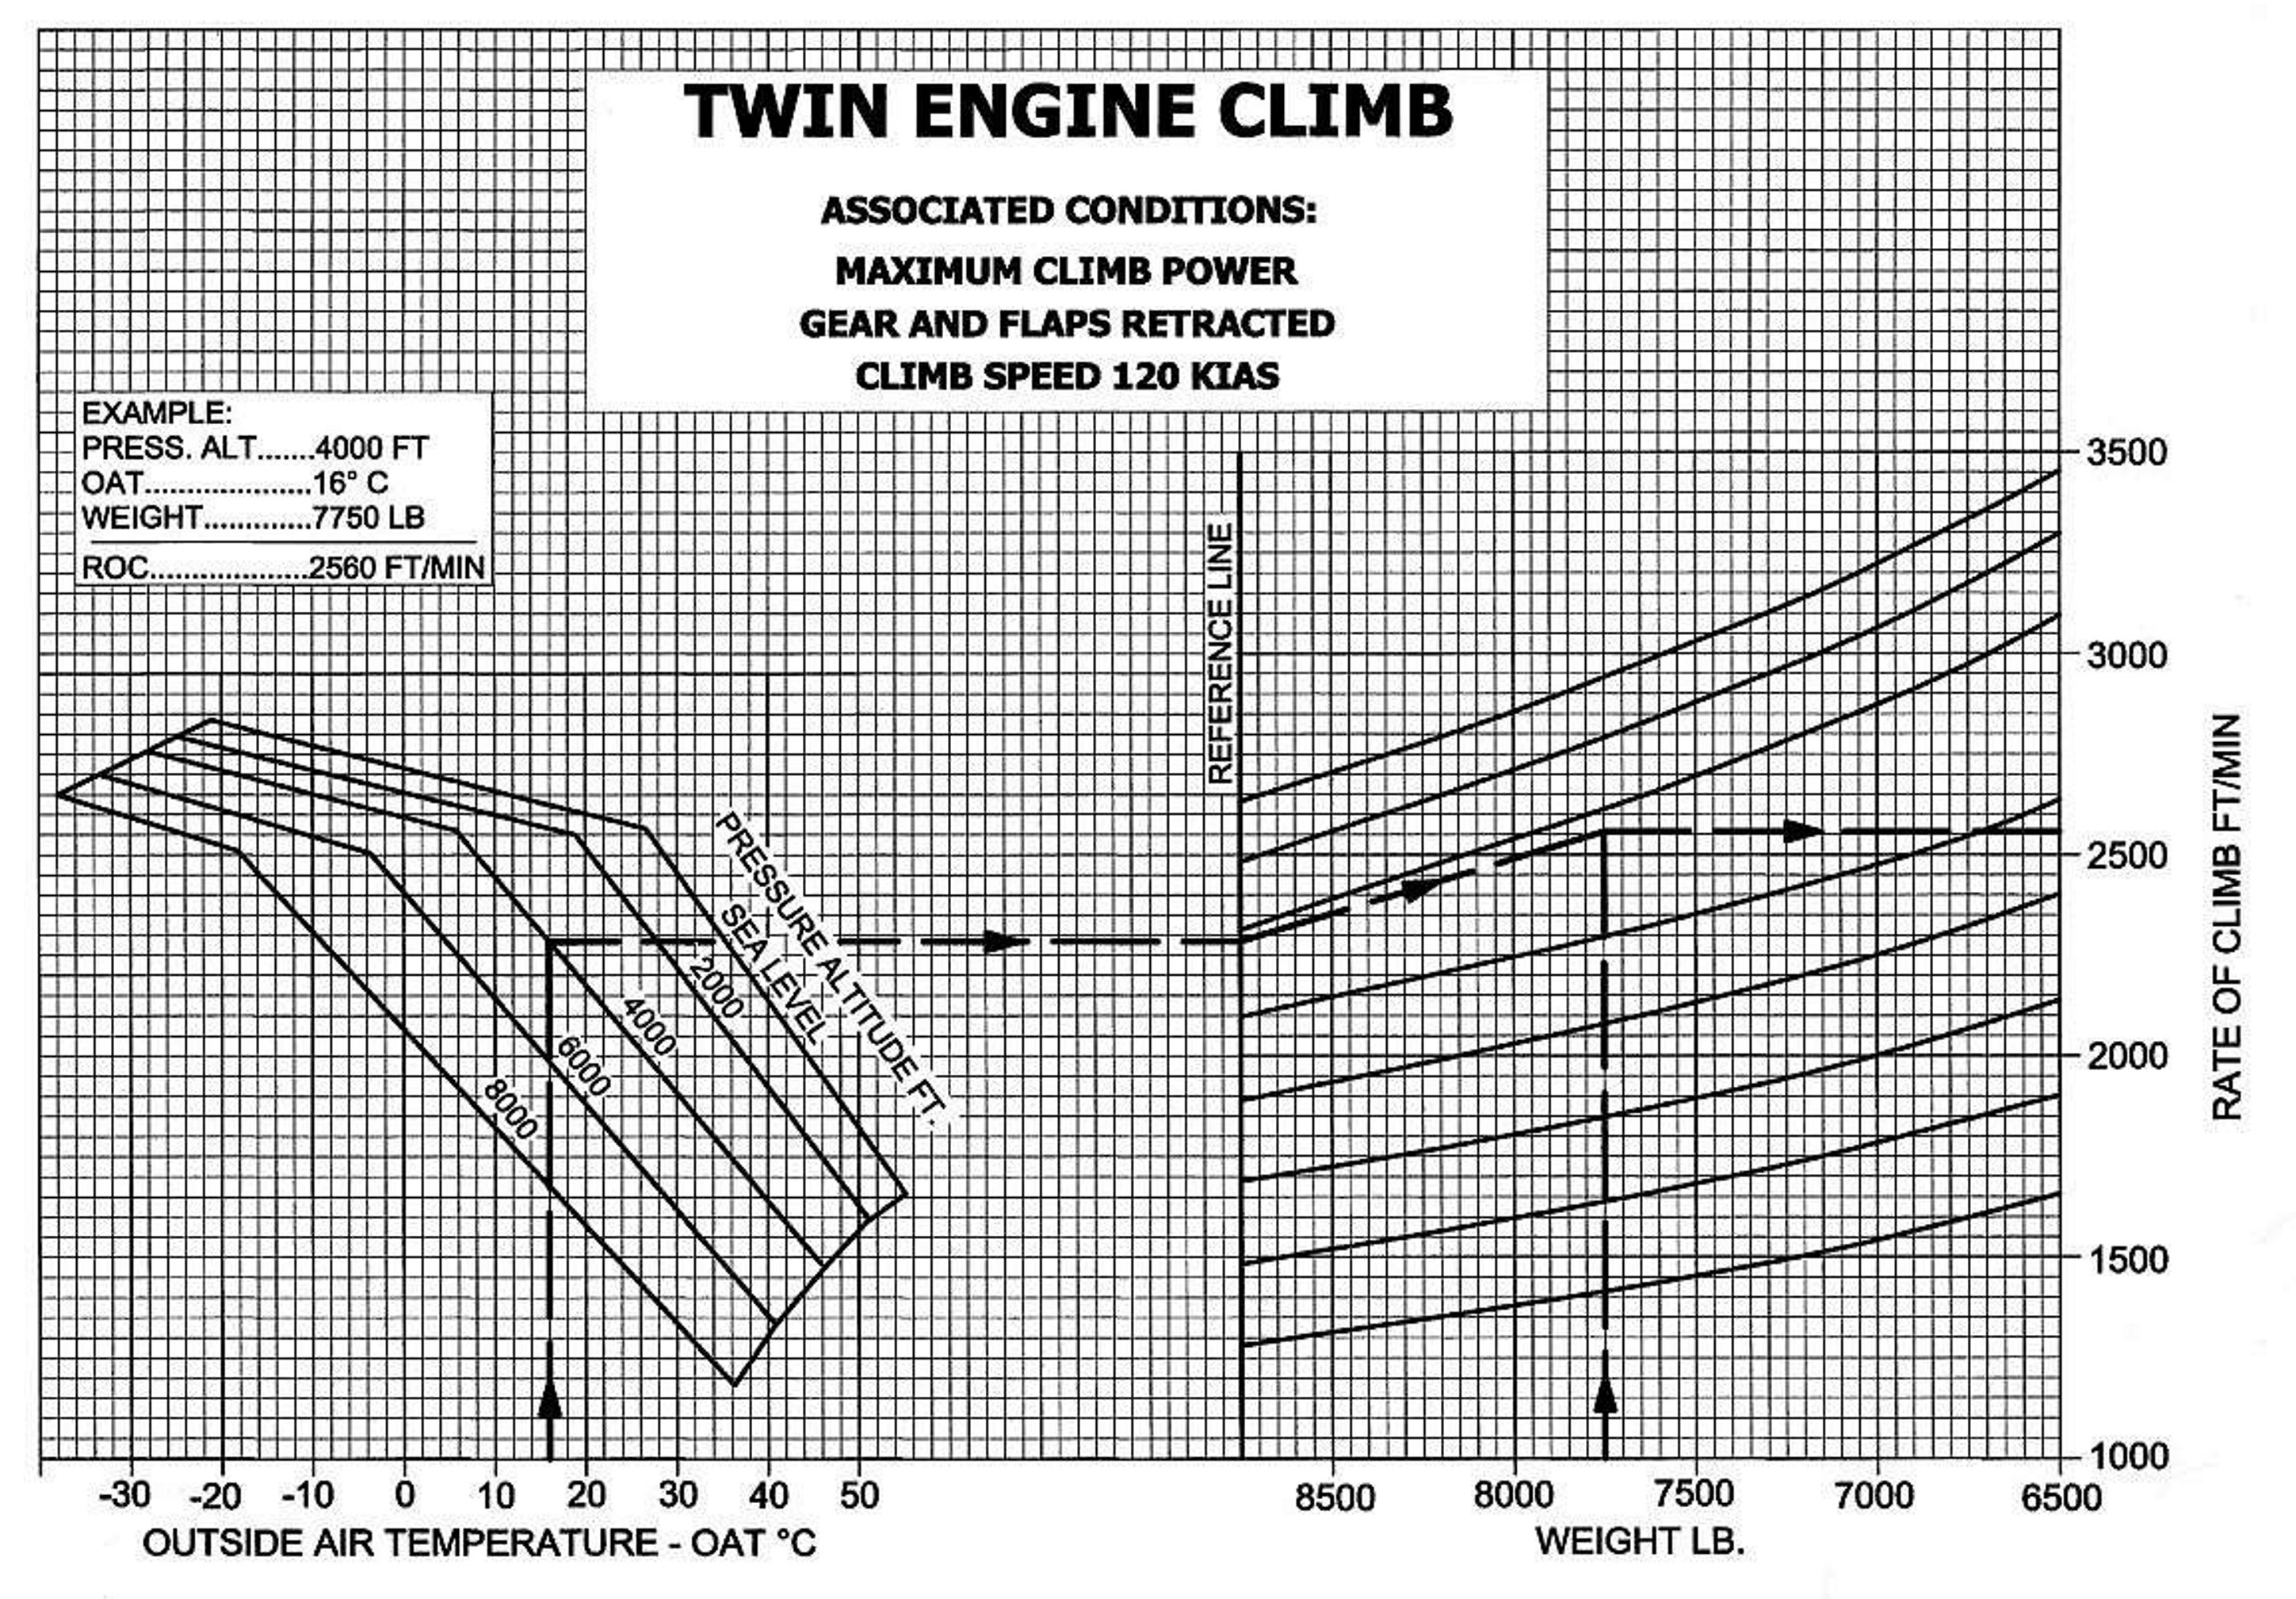 TWIN ENGINE CLIMB
ASSOCIATED CONDITIONS:
MAXIMUM CLIMB POWER
GEAR AND FLAPS RETRACTED
CLIMB SPEED 120 KIAS
EXAMPLE:
PRESS. ALT.......4000 FT
OAT....................16° C
WEIGHT.............7750 LB
ROC...................2560 FT/MIN
REFERENCE LINE
PRESSURE ALTITUDE FT.
SEA LEVEL
2000
4000
6000
8000
3500
3000
2500
2000
1500
1000
RATE OF CLIMB FT/MIN
-30 -20 -10 0 10 20 30 40 50
OUTSIDE AIR TEMPERATURE - OAT °C
8500 8000 7500 7000 6500
WEIGHT LB.